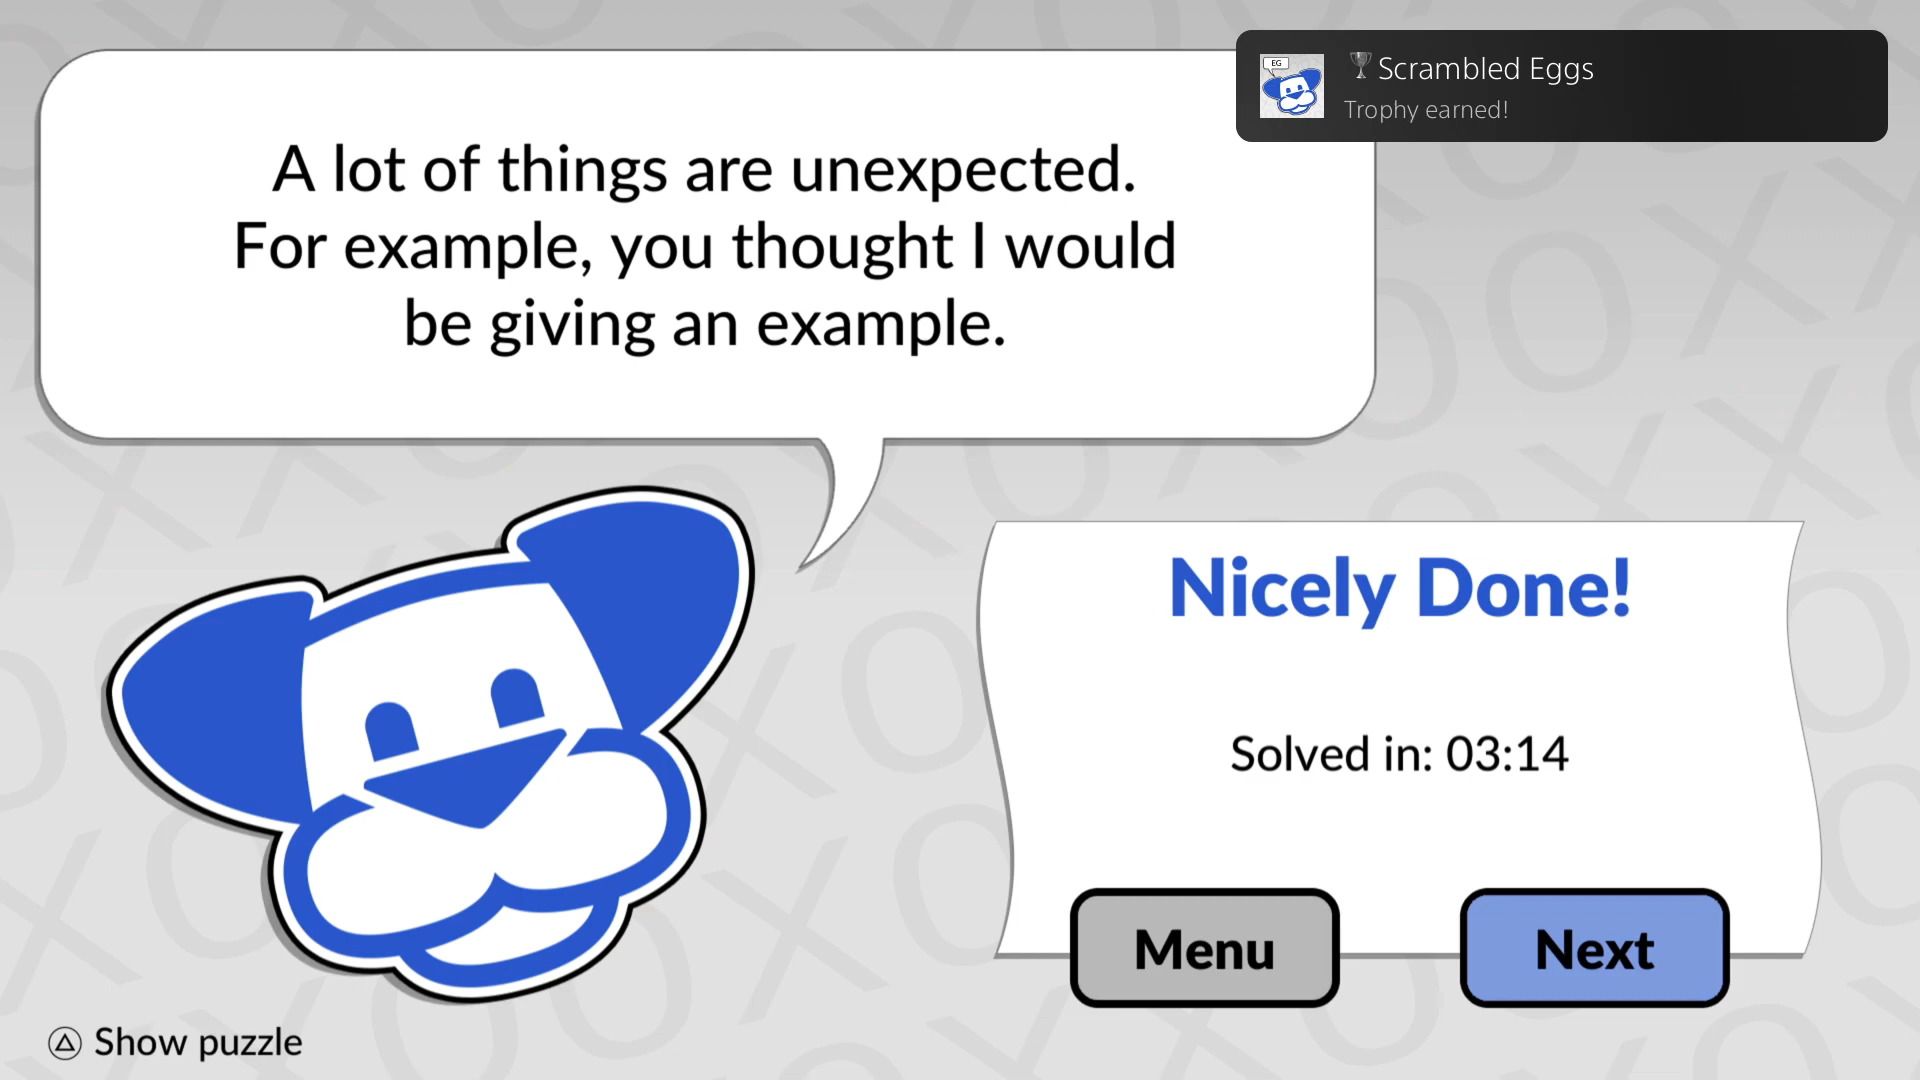 A lot of things are unexpected.
For example, you thought I would
be giving an example.
EG
Scrambled Eggs
Trophy earned!
Nicely Done!
Solved in: 03:14
Menu
Next
Show puzzle